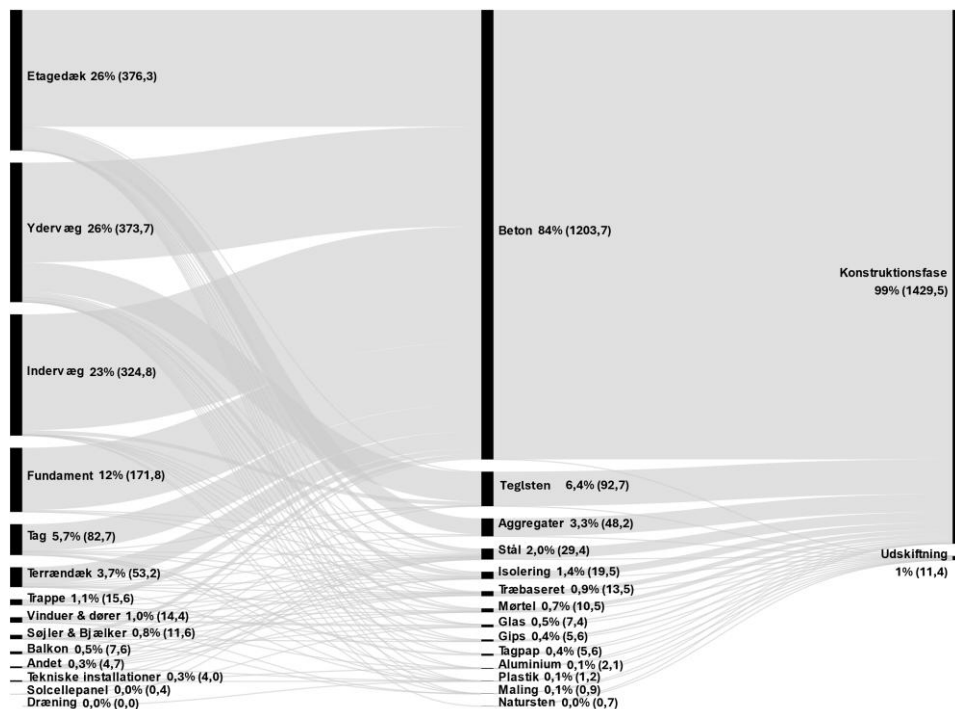 Etagedæk 26% (376,3)
Ydervæg 26% (373,7)
Indervæg 23% (324,8)
Fundament 12% (171,8)
Tag 5,7% (82,7)
Terrændæk 3,7% (53,2)
Trappe 1,1% (15,6)
Vinduer & dører 1,0% (14,4)
Søjler & Bjælker 0,8% (11,6)
Balkon 0,5% (7,6)
Andet 0,3% (4,7)
Tekniske installationer 0,3% (4,0)
Solcellepanel 0,0% (0,4)
Dræning 0,0% (0,0)
Beton 84% (1203,7)
Teglsten 6,4% (92,7)
Aggregater 3,3% (48,2)
Stål 2,0% (29,4)
Isolering 1,4% (19,5)
Træbaseret 0,9% (13,5)
Mørtel 0,7% (10,5)
Glas 0,5% (7,4)
Gips 0,4% (5,6)
Tagpap 0,4% (5,6)
Aluminium 0,1% (2,1)
Plastik 0,1% (1,2)
Maling 0,1% (0,9)
Natursten 0,0% (0,7)
Konstruktionsfase
99% (1429,5)
Udskiftning
1% (11,4)